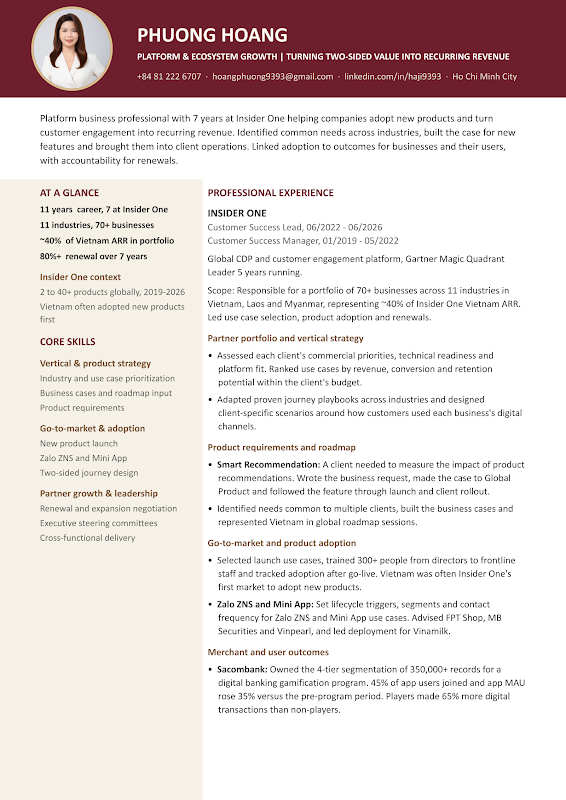 PHUONG HOANG
PLATFORM & ECOSYSTEM GROWTH | TURNING TWO-SIDED VALUE INTO RECURRING REVENUE
+84 81 222 6707 · hoangphuong9393@gmail.com · linkedin.com/in/haji9393 · Ho Chi Minh City
Platform business professional with 7 years at Insider One helping companies adopt new products and turn
customer engagement into recurring revenue. Identified common needs across industries, built the case for new
features and brought them into client operations. Linked adoption to outcomes for businesses and their users,
with accountability for renewals.
AT A GLANCE
11 years career, 7 at Insider One
11 industries, 70+ businesses
~40% of Vietnam ARR in portfolio
80%+ renewal over 7 years
Insider One context
2 to 40+ products globally, 2019-2026
Vietnam often adopted new products
first
CORE SKILLS
Vertical & product strategy
Industry and use case prioritization
Business cases and roadmap input
Product requirements
Go-to-market & adoption
New product launch
Zalo ZNS and Mini App
Two-sided journey design
Partner growth & leadership
Renewal and expansion negotiation
Executive steering committees
Cross-functional delivery
PROFESSIONAL EXPERIENCE
INSIDER ONE
Customer Success Lead, 06/2022 - 06/2026
Customer Success Manager, 01/2019 - 05/2022
Global CDP and customer engagement platform, Gartner Magic Quadrant
Leader 5 years running.
Scope: Responsible for a portfolio of 70+ businesses across 11 industries in
Vietnam, Laos and Myanmar, representing ~40% of Insider One Vietnam ARR.
Led use case selection, product adoption and renewals.
Partner portfolio and vertical strategy
• Assessed each client's commercial priorities, technical readiness and
platform fit. Ranked use cases by revenue, conversion and retention
potential within the client's budget.
• Adapted proven journey playbooks across industries and designed
client-specific scenarios around how customers used each business's digital
channels.
Product requirements and roadmap
• Smart Recommendation: A client needed to measure the impact of product
recommendations. Wrote the business request, made the case to Global
Product and followed the feature through launch and client rollout.
• Identified needs common to multiple clients, built the business cases and
represented Vietnam in global roadmap sessions.
Go-to-market and product adoption
• Selected launch use cases, trained 300+ people from directors to frontline
staff and tracked adoption after go-live. Vietnam was often Insider One's
first market to adopt new products.
• Zalo ZNS and Mini App: Set lifecycle triggers, segments and contact
frequency for Zalo ZNS and Mini App use cases. Advised FPT Shop, MB
Securities and Vinpearl, and led deployment for Vinamilk.
Merchant and user outcomes
• Sacombank: Owned the 4-tier segmentation of 350,000+ records for a
digital banking gamification program. 45% of app users joined and app MAU
rose 35% versus the pre-program period. Players made 65% more digital
transactions than non-players.